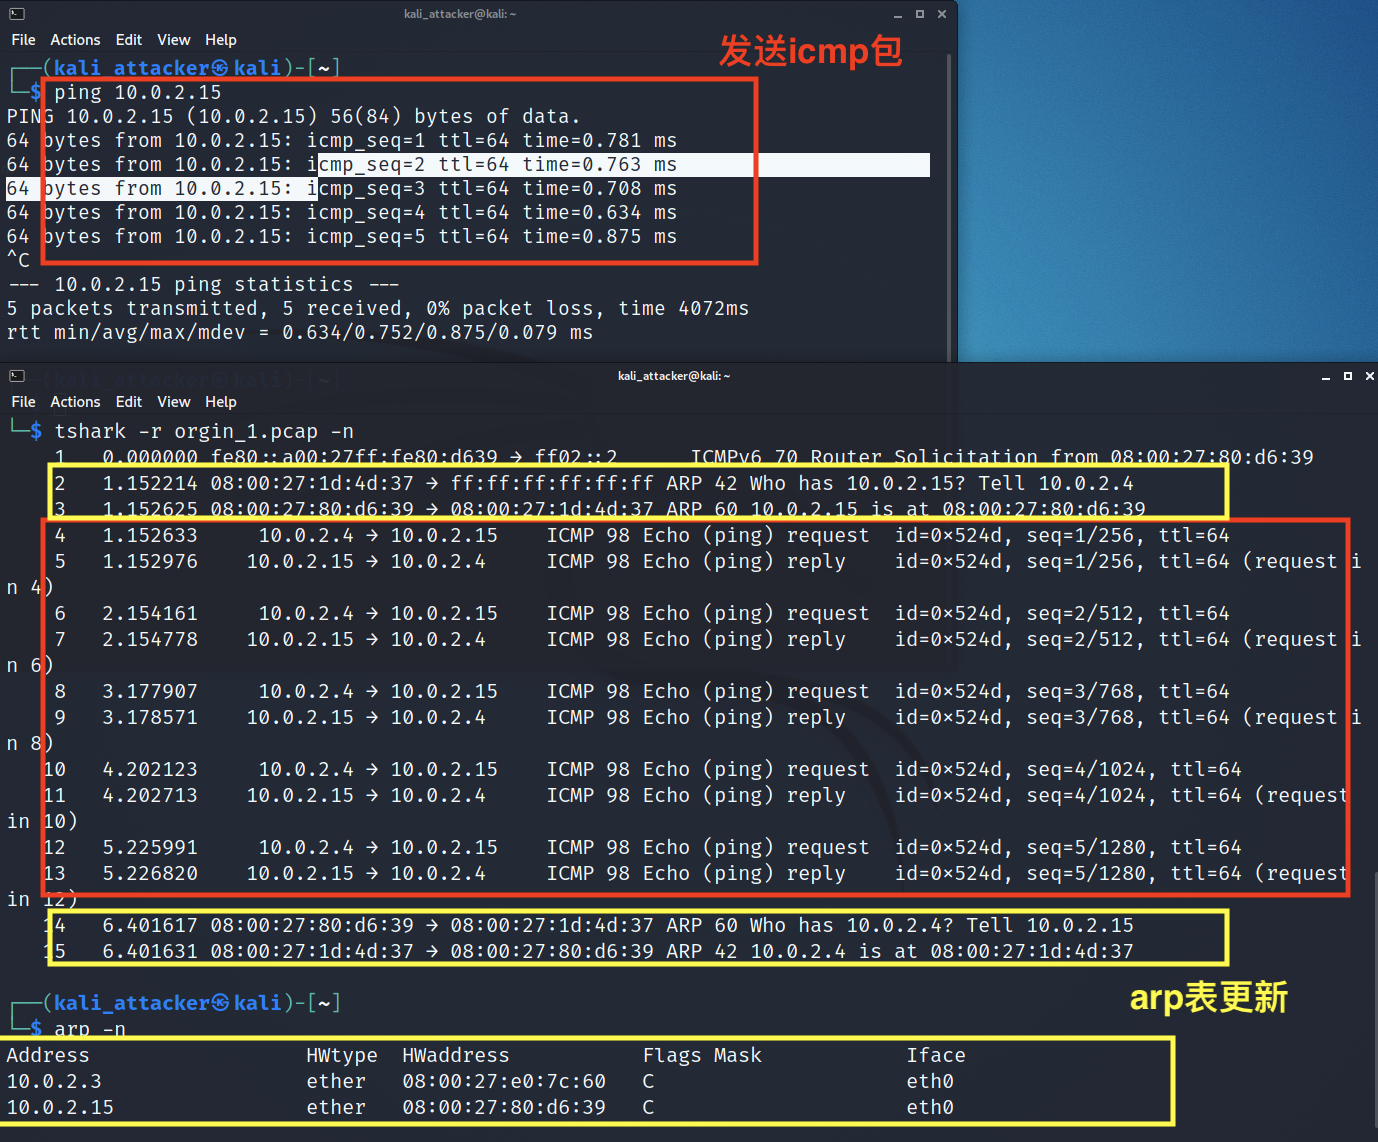 kali_attacker@kali: ~
File Actions Edit View Help
发送icmp包
┌──(kali_attacker㉿kali)-[~]
└─$ ping 10.0.2.15
PING 10.0.2.15 (10.0.2.15) 56(84) bytes of data.
64 bytes from 10.0.2.15: icmp_seq=1 ttl=64 time=0.781 ms
64 bytes from 10.0.2.15: icmp_seq=2 ttl=64 time=0.763 ms
64 bytes from 10.0.2.15: icmp_seq=3 ttl=64 time=0.708 ms
64 bytes from 10.0.2.15: icmp_seq=4 ttl=64 time=0.634 ms
64 bytes from 10.0.2.15: icmp_seq=5 ttl=64 time=0.875 ms
^C
--- 10.0.2.15 ping statistics ---
5 packets transmitted, 5 received, 0% packet loss, time 4072ms
rtt min/avg/max/mdev = 0.634/0.752/0.875/0.079 ms
kali_attacker@kali: ~
File Actions Edit View Help
└─$ tshark -r orgin_1.pcap -n
1 0.000000 fe80::a00:27ff:fe80:d639 → ff02::2 ICMPv6 70 Router Solicitation from 08:00:27:80:d6:39
2 1.152214 08:00:27:1d:4d:37 → ff:ff:ff:ff:ff:ff ARP 42 Who has 10.0.2.15? Tell 10.0.2.4
3 1.152625 08:00:27:80:d6:39 → 08:00:27:1d:4d:37 ARP 60 10.0.2.15 is at 08:00:27:80:d6:39
4 1.152633 10.0.2.4 → 10.0.2.15 ICMP 98 Echo (ping) request id=0×524d, seq=1/256, ttl=64
5 1.152976 10.0.2.15 → 10.0.2.4 ICMP 98 Echo (ping) reply id=0×524d, seq=1/256, ttl=64 (request i
n 4)
6 2.154161 10.0.2.4 → 10.0.2.15 ICMP 98 Echo (ping) request id=0×524d, seq=2/512, ttl=64
7 2.154778 10.0.2.15 → 10.0.2.4 ICMP 98 Echo (ping) reply id=0×524d, seq=2/512, ttl=64 (request i
n 6)
8 3.177907 10.0.2.4 → 10.0.2.15 ICMP 98 Echo (ping) request id=0×524d, seq=3/768, ttl=64
9 3.178571 10.0.2.15 → 10.0.2.4 ICMP 98 Echo (ping) reply id=0×524d, seq=3/768, ttl=64 (request i
n 8)
10 4.202123 10.0.2.4 → 10.0.2.15 ICMP 98 Echo (ping) request id=0×524d, seq=4/1024, ttl=64
11 4.202713 10.0.2.15 → 10.0.2.4 ICMP 98 Echo (ping) reply id=0×524d, seq=4/1024, ttl=64 (request
in 10)
12 5.225991 10.0.2.4 → 10.0.2.15 ICMP 98 Echo (ping) request id=0×524d, seq=5/1280, ttl=64
13 5.226820 10.0.2.15 → 10.0.2.4 ICMP 98 Echo (ping) reply id=0×524d, seq=5/1280, ttl=64 (request
in 12)
14 6.401617 08:00:27:80:d6:39 → 08:00:27:1d:4d:37 ARP 60 Who has 10.0.2.4? Tell 10.0.2.15
15 6.401631 08:00:27:1d:4d:37 → 08:00:27:80:d6:39 ARP 42 10.0.2.4 is at 08:00:27:1d:4d:37
arp表更新
┌──(kali_attacker㉿kali)-[~]
└─$ arp -n
Address HWtype HWaddress Flags Mask Iface
10.0.2.3 ether 08:00:27:e0:7c:60 C eth0
10.0.2.15 ether 08:00:27:80:d6:39 C eth0